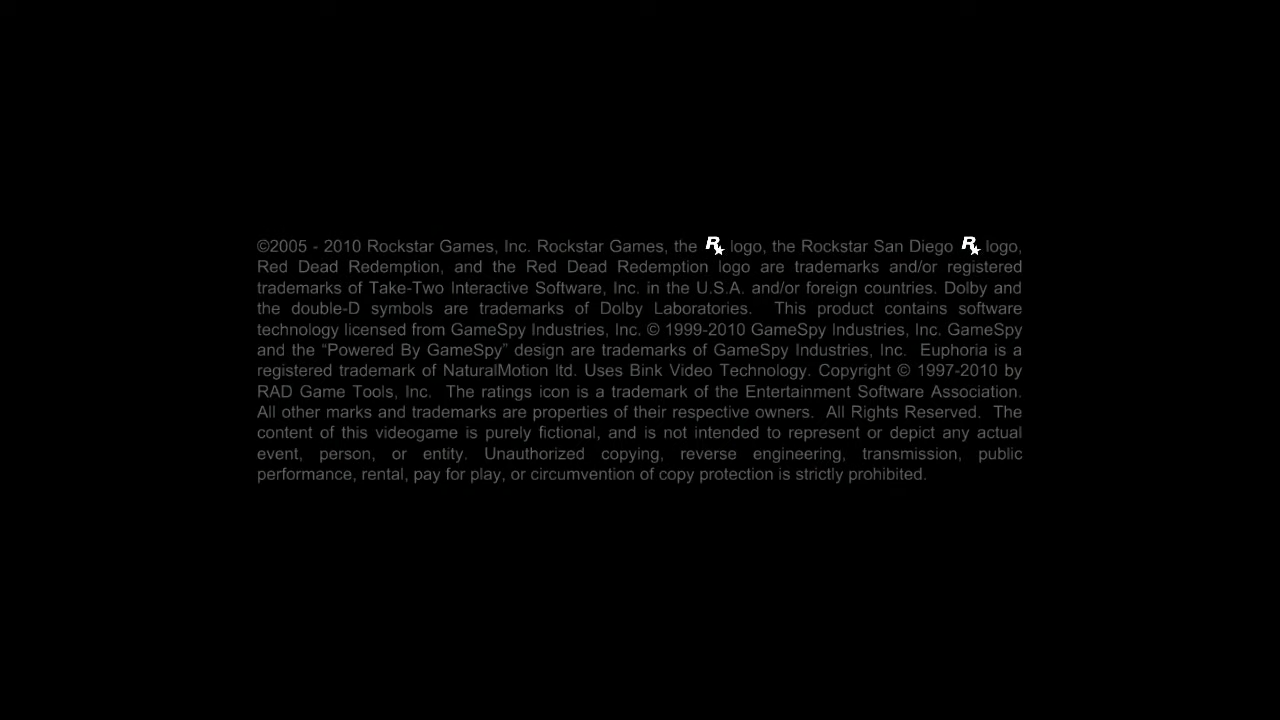 ©2005 - 2010 Rockstar Games, Inc. Rockstar Games, the R logo, the Rockstar San Diego R logo,
Red Dead Redemption, and the Red Dead Redemption logo are trademarks and/or registered
trademarks of Take-Two Interactive Software, Inc. in the U.S.A. and/or foreign countries. Dolby and
the double-D symbols are trademarks of Dolby Laboratories. This product contains software
technology licensed from GameSpy Industries, Inc. © 1999-2010 GameSpy Industries, Inc. GameSpy
and the “Powered By GameSpy” design are trademarks of GameSpy Industries, Inc. Euphoria is a
registered trademark of NaturalMotion ltd. Uses Bink Video Technology. Copyright © 1997-2010 by
RAD Game Tools, Inc. The ratings icon is a trademark of the Entertainment Software Association.
All other marks and trademarks are properties of their respective owners. All Rights Reserved. The
content of this videogame is purely fictional, and is not intended to represent or depict any actual
event, person, or entity. Unauthorized copying, reverse engineering, transmission, public
performance, rental, pay for play, or circumvention of copy protection is strictly prohibited.